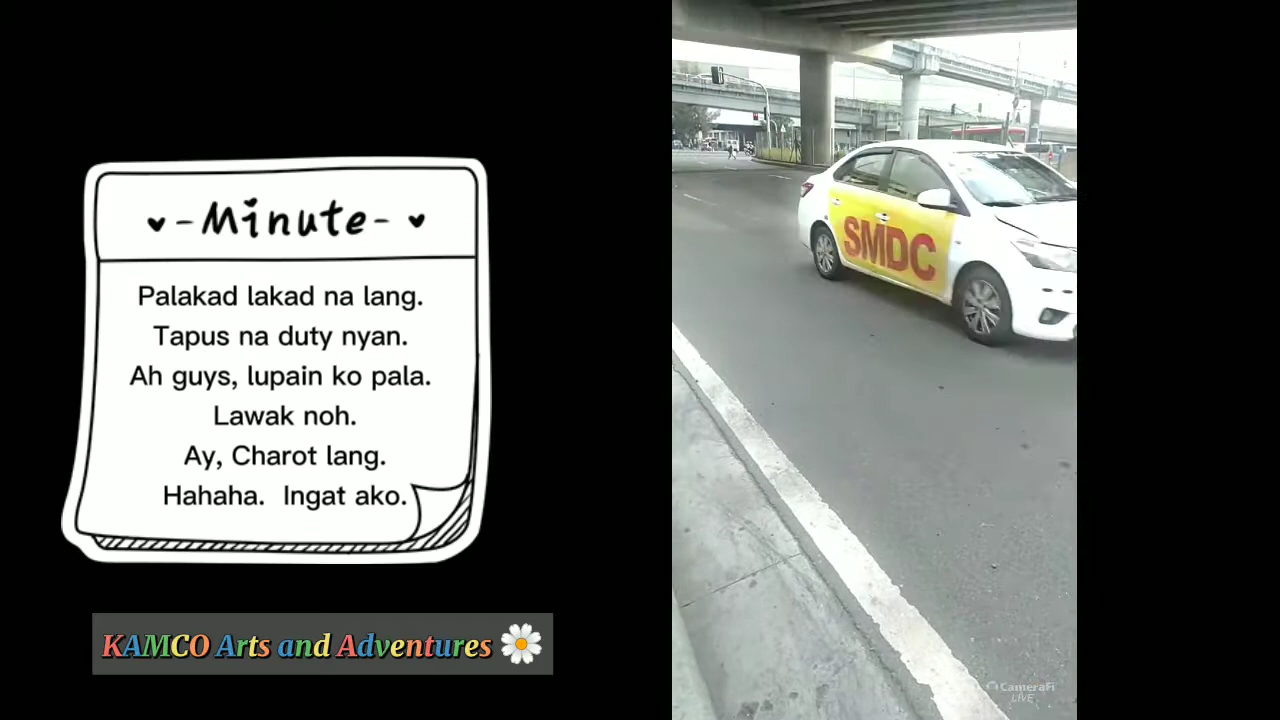 -Minute-
Palakad lakad na lang.
Tapus na duty nyan.
Ah guys, lupain ko pala.
Lawak noh.
Ay, Charot lang.
Hahaha.  Ingat ako.
KAMCO Arts and Adventures
SMDC
CameraFi
LIVE